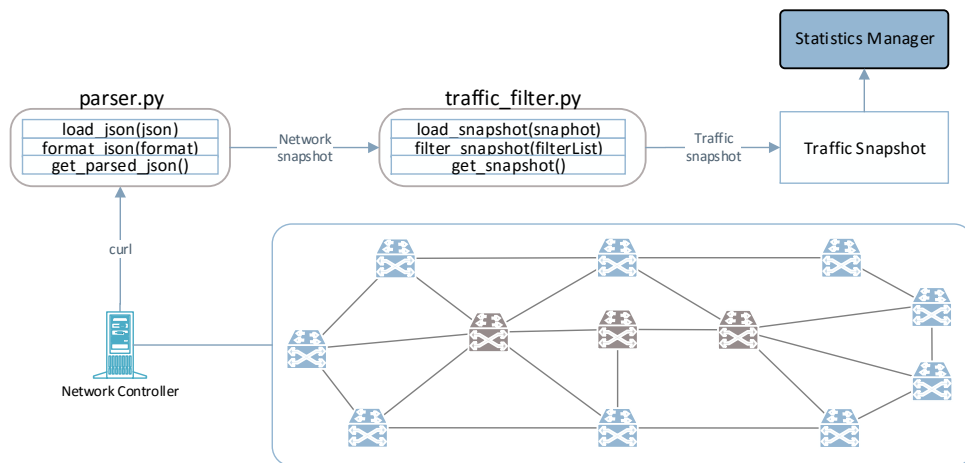 Statistics Manager
parser.py
load_json(json)
format_json(format)
get_parsed_json()
Network
snapshot
traffic_filter.py
load_snapshot(snaphot)
filter_snapshot(filterList)
get_snapshot()
Traffic
snapshot
Traffic Snapshot
curl
Network Controller